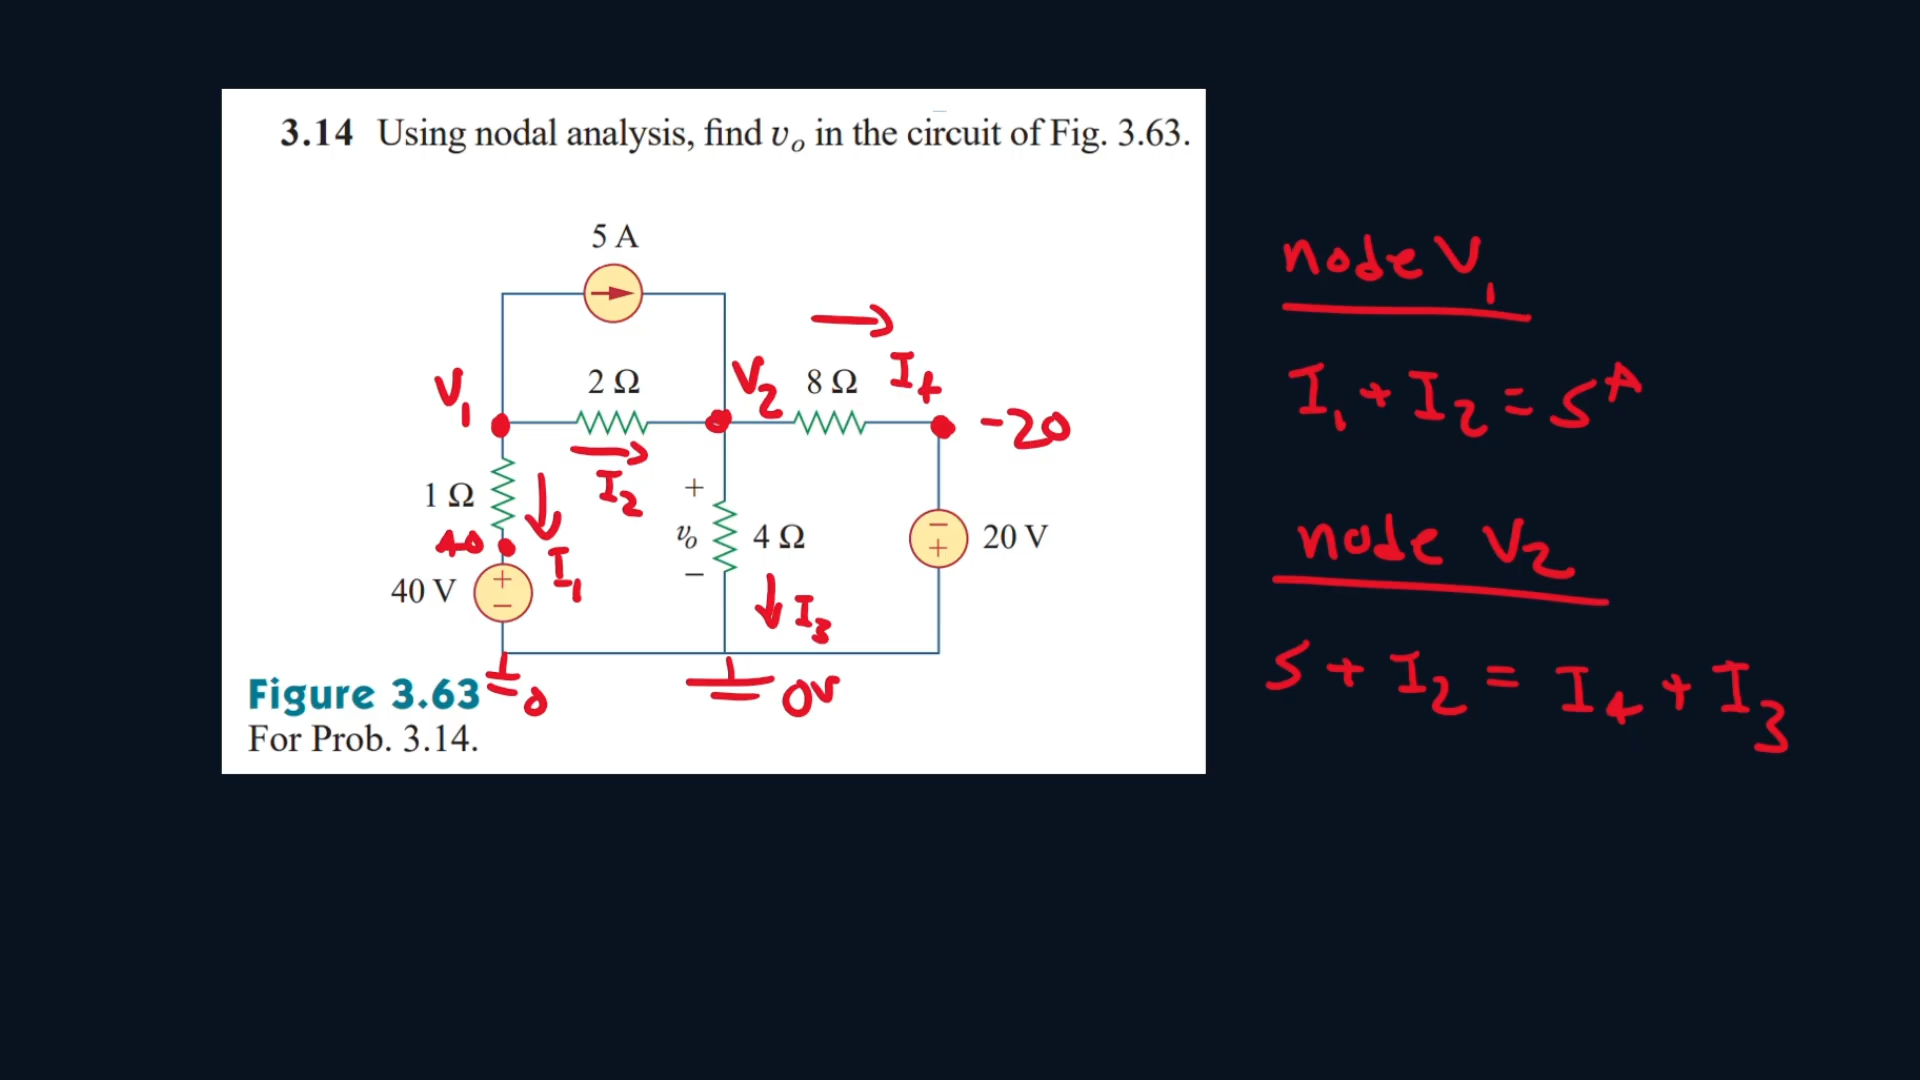 3.14 Using nodal analysis, find vₒ in the circuit of Fig. 3.63.
5 A
V₁
2 Ω
V₂
8 Ω
I₄
-20
I₂
1 Ω
40
I₁
40 V
+
−
+
vₒ
−
4 Ω
I₃
−
+
20 V
0
0V
Figure 3.63
For Prob. 3.14.
node V₁
I₁ + I₂ = 5A
node V₂
5 + I₂ = I₄ + I₃